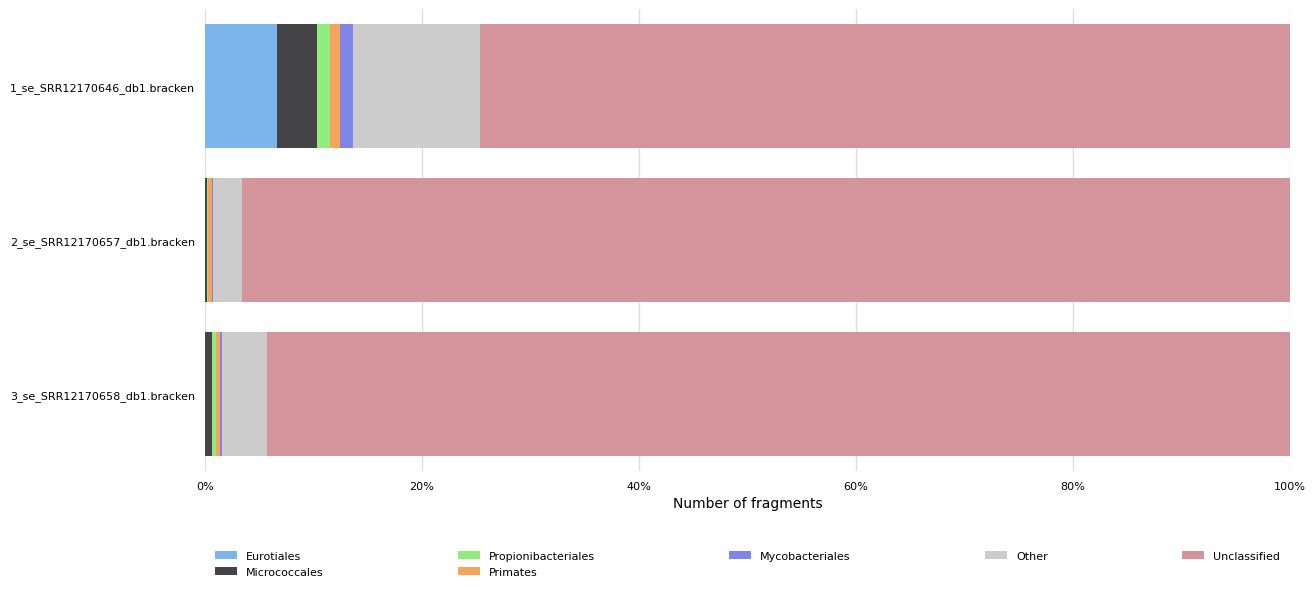 1_se_SRR12170646_db1.bracken
2_se_SRR12170657_db1.bracken
3_se_SRR12170658_db1.bracken
0% 20% 40% 60% 80% 100%
Number of fragments
Eurotiales Propionibacteriales Mycobacteriales Other Unclassified
Micrococcales Primates